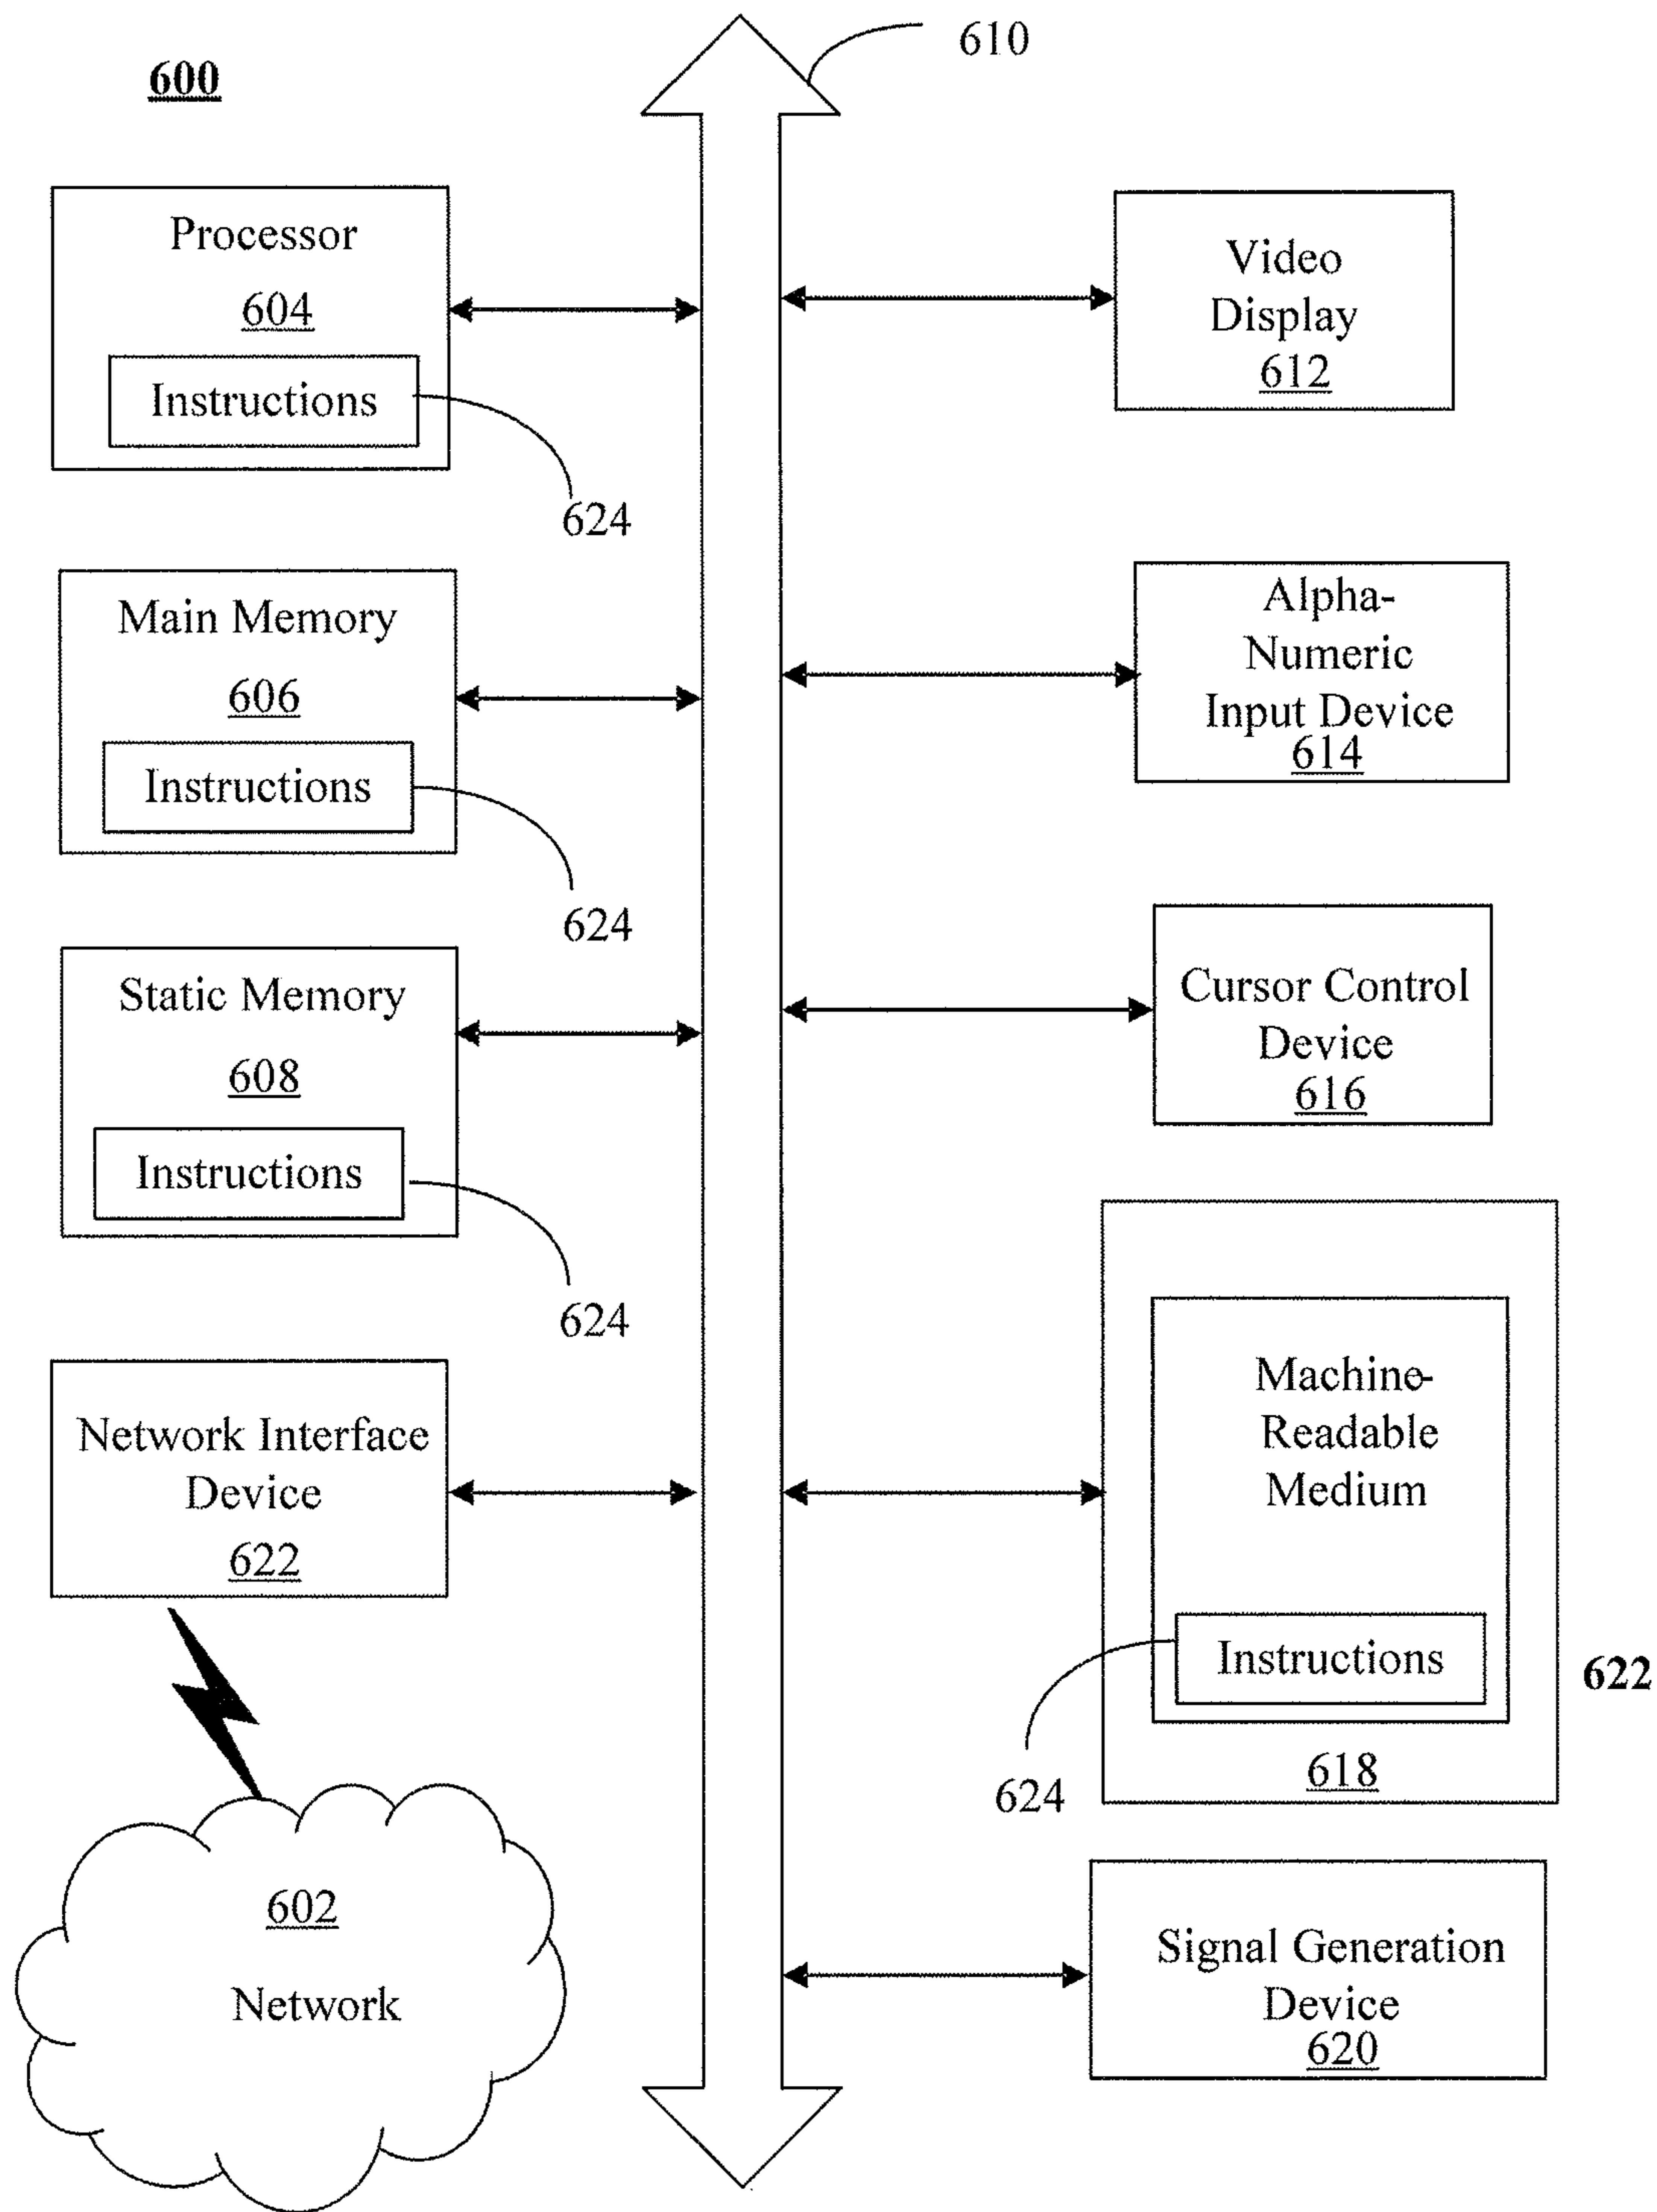 600
610
Processor
604
Instructions
624
Main Memory
606
Instructions
624
Static Memory
608
Instructions
624
Network Interface
Device
622
602
Network
Video
Display
612
Alpha-
Numeric
Input Device
614
Cursor Control
Device
616
Machine-
Readable
Medium
Instructions
622
618
624
Signal Generation
Device
620